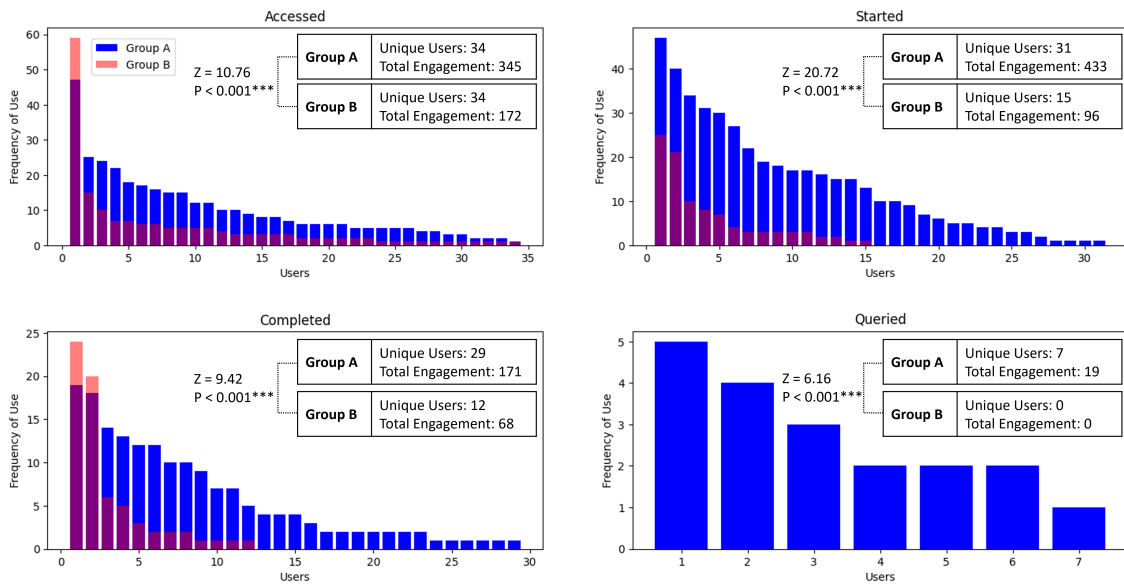 Accessed
Frequency of Use
60
50
40
30
20
10
0
Group A
Group B
Z = 10.76
P < 0.001***
Group A
Unique Users: 34
Total Engagement: 345
Group B
Unique Users: 34
Total Engagement: 172
0 5 10 15 20 25 30 35
Users
Started
Frequency of Use
40
30
20
10
0
Z = 20.72
P < 0.001***
Group A
Unique Users: 31
Total Engagement: 433
Group B
Unique Users: 15
Total Engagement: 96
0 5 10 15 20 25 30
Users
Completed
Frequency of Use
25
20
15
10
5
0
Z = 9.42
P < 0.001***
Group A
Unique Users: 29
Total Engagement: 171
Group B
Unique Users: 12
Total Engagement: 68
0 5 10 15 20 25 30
Users
Queried
Frequency of Use
5
4
3
2
1
0
Z = 6.16
P < 0.001***
Group A
Unique Users: 7
Total Engagement: 19
Group B
Unique Users: 0
Total Engagement: 0
1 2 3 4 5 6 7
Users